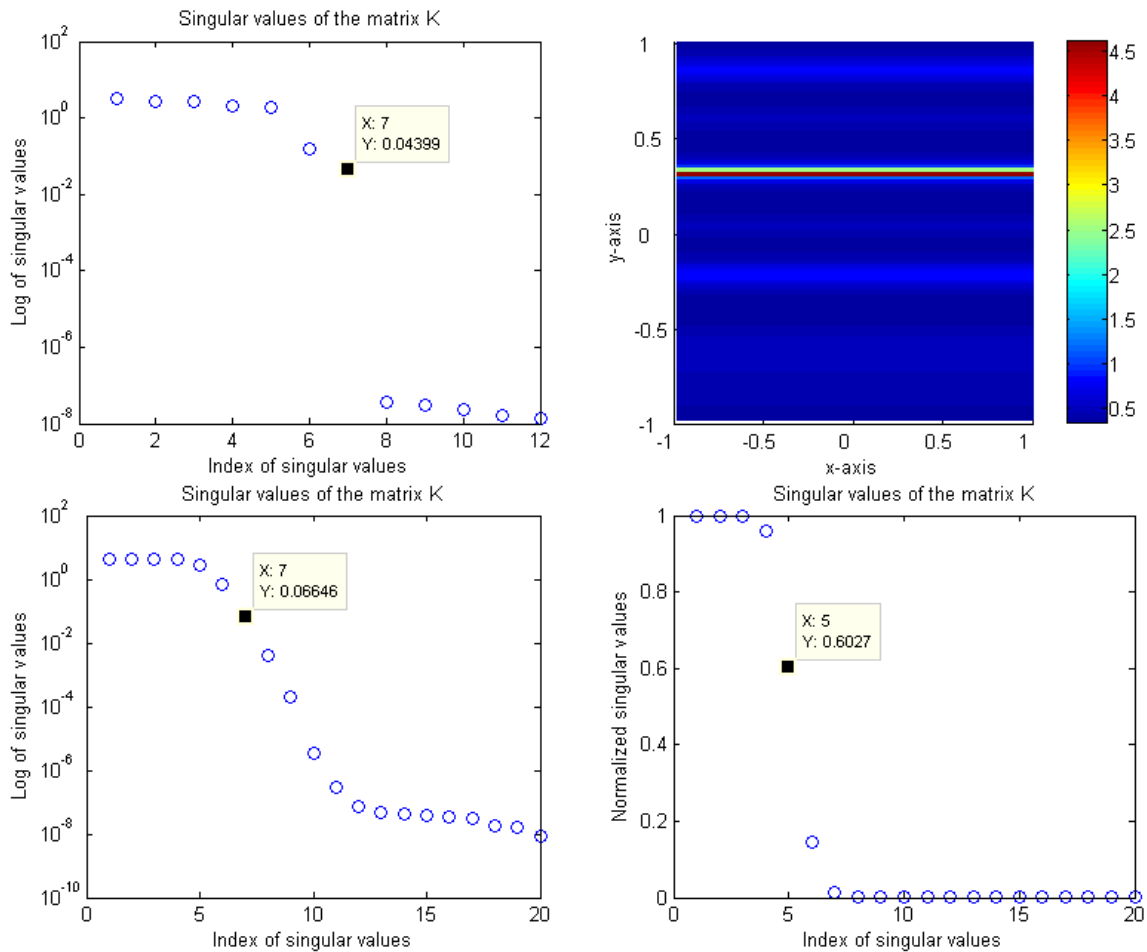 Singular values of the matrix K
10^2
10^0
10^-2
10^-4
10^-6
10^-8
Log of singular values
X: 7
Y: 0.04399
0 2 4 6 8 10 12
Index of singular values
1
0.5
0
-0.5
-1
y-axis
-1 -0.5 0 0.5 1
x-axis
4.5
4
3.5
3
2.5
2
1.5
1
0.5
Singular values of the matrix K
10^2
10^0
10^-2
10^-4
10^-6
10^-8
10^-10
Log of singular values
X: 7
Y: 0.06646
0 5 10 15 20
Index of singular values
Singular values of the matrix K
1
0.8
0.6
0.4
0.2
0
Normalized singular values
X: 5
Y: 0.6027
0 5 10 15 20
Index of singular values